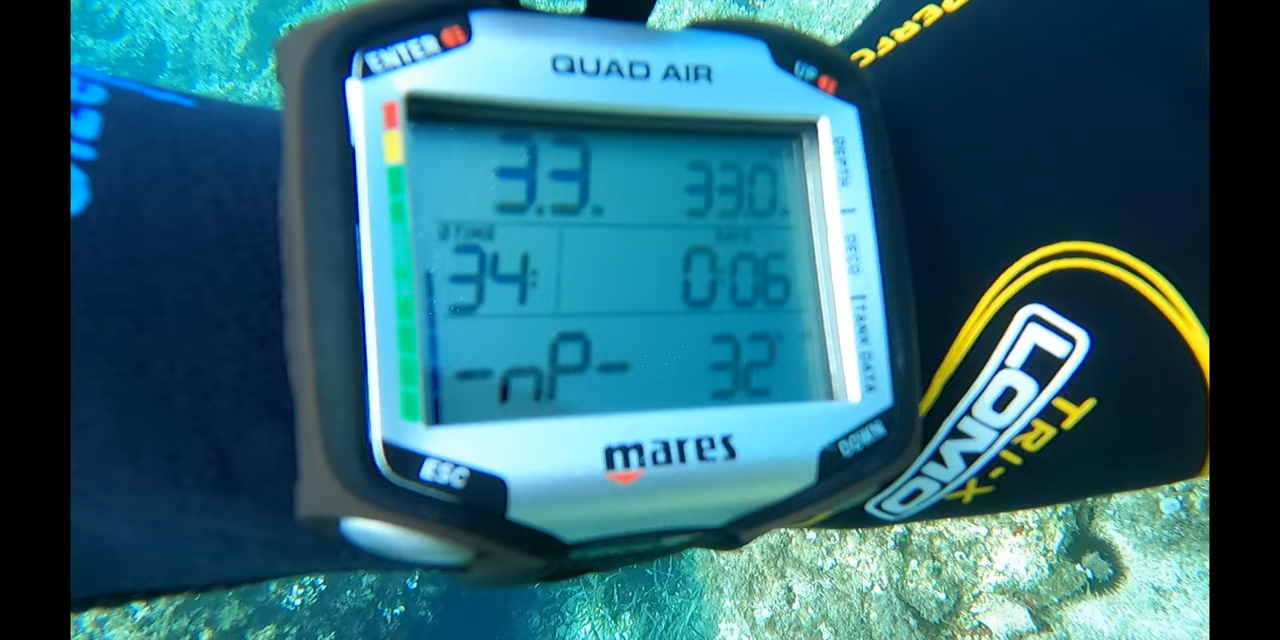 ENTER
QUAD AIR
UP
3.3.
33.0.
DTIME
SAFE
34:
0:06
-nP-
32°
DEPTH | DECO | TANK DATA
mares
ESC
DOWN
LOMO
TRI-X